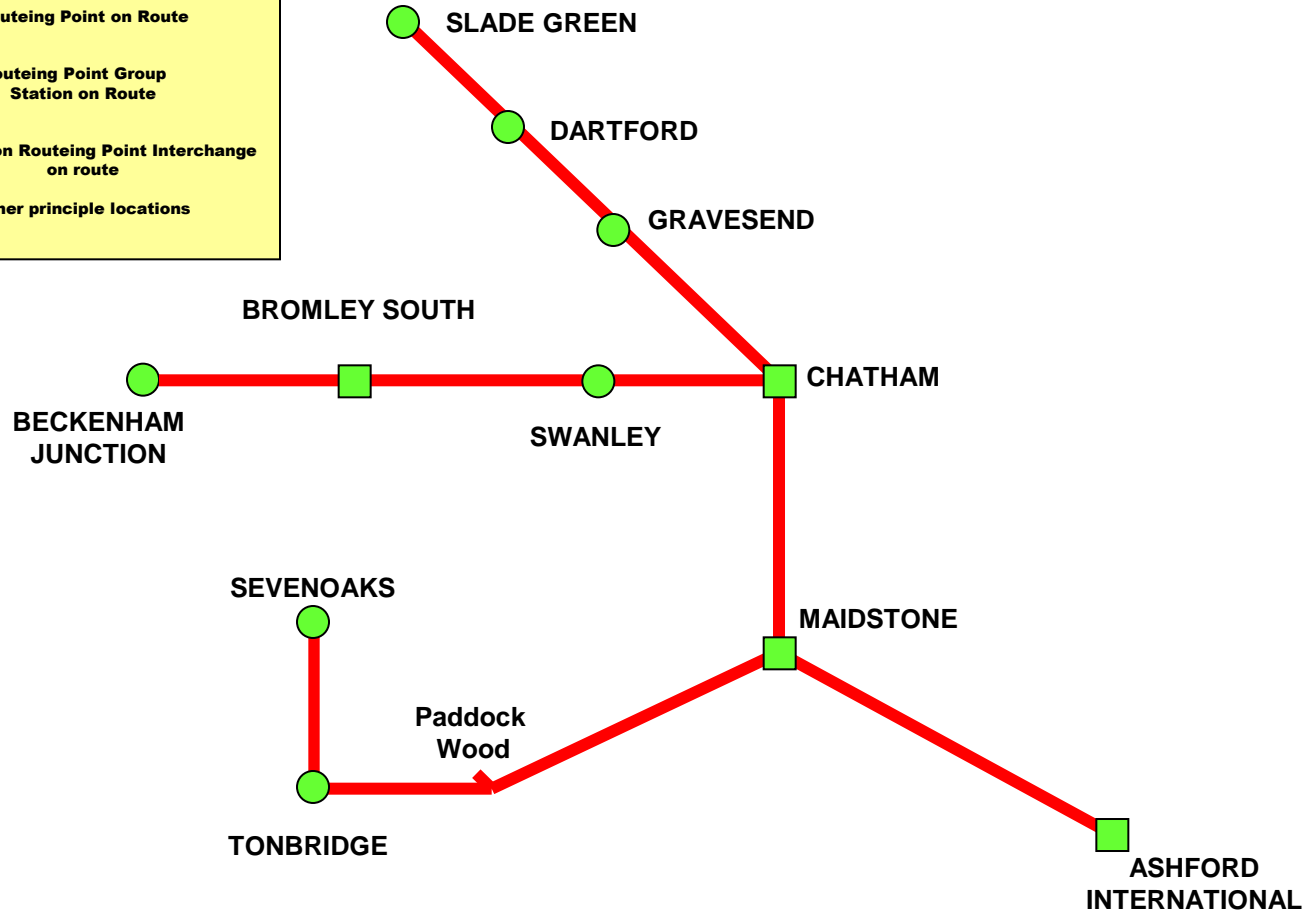 uteing Point on Route
outeing Point Group
Station on Route
on Routeing Point Interchange
on route
her principle locations
SLADE GREEN
DARTFORD
GRAVESEND
BROMLEY SOUTH
CHATHAM
BECKENHAM
JUNCTION
SWANLEY
SEVENOAKS
MAIDSTONE
Paddock
Wood
TONBRIDGE
ASHFORD
INTERNATIONAL